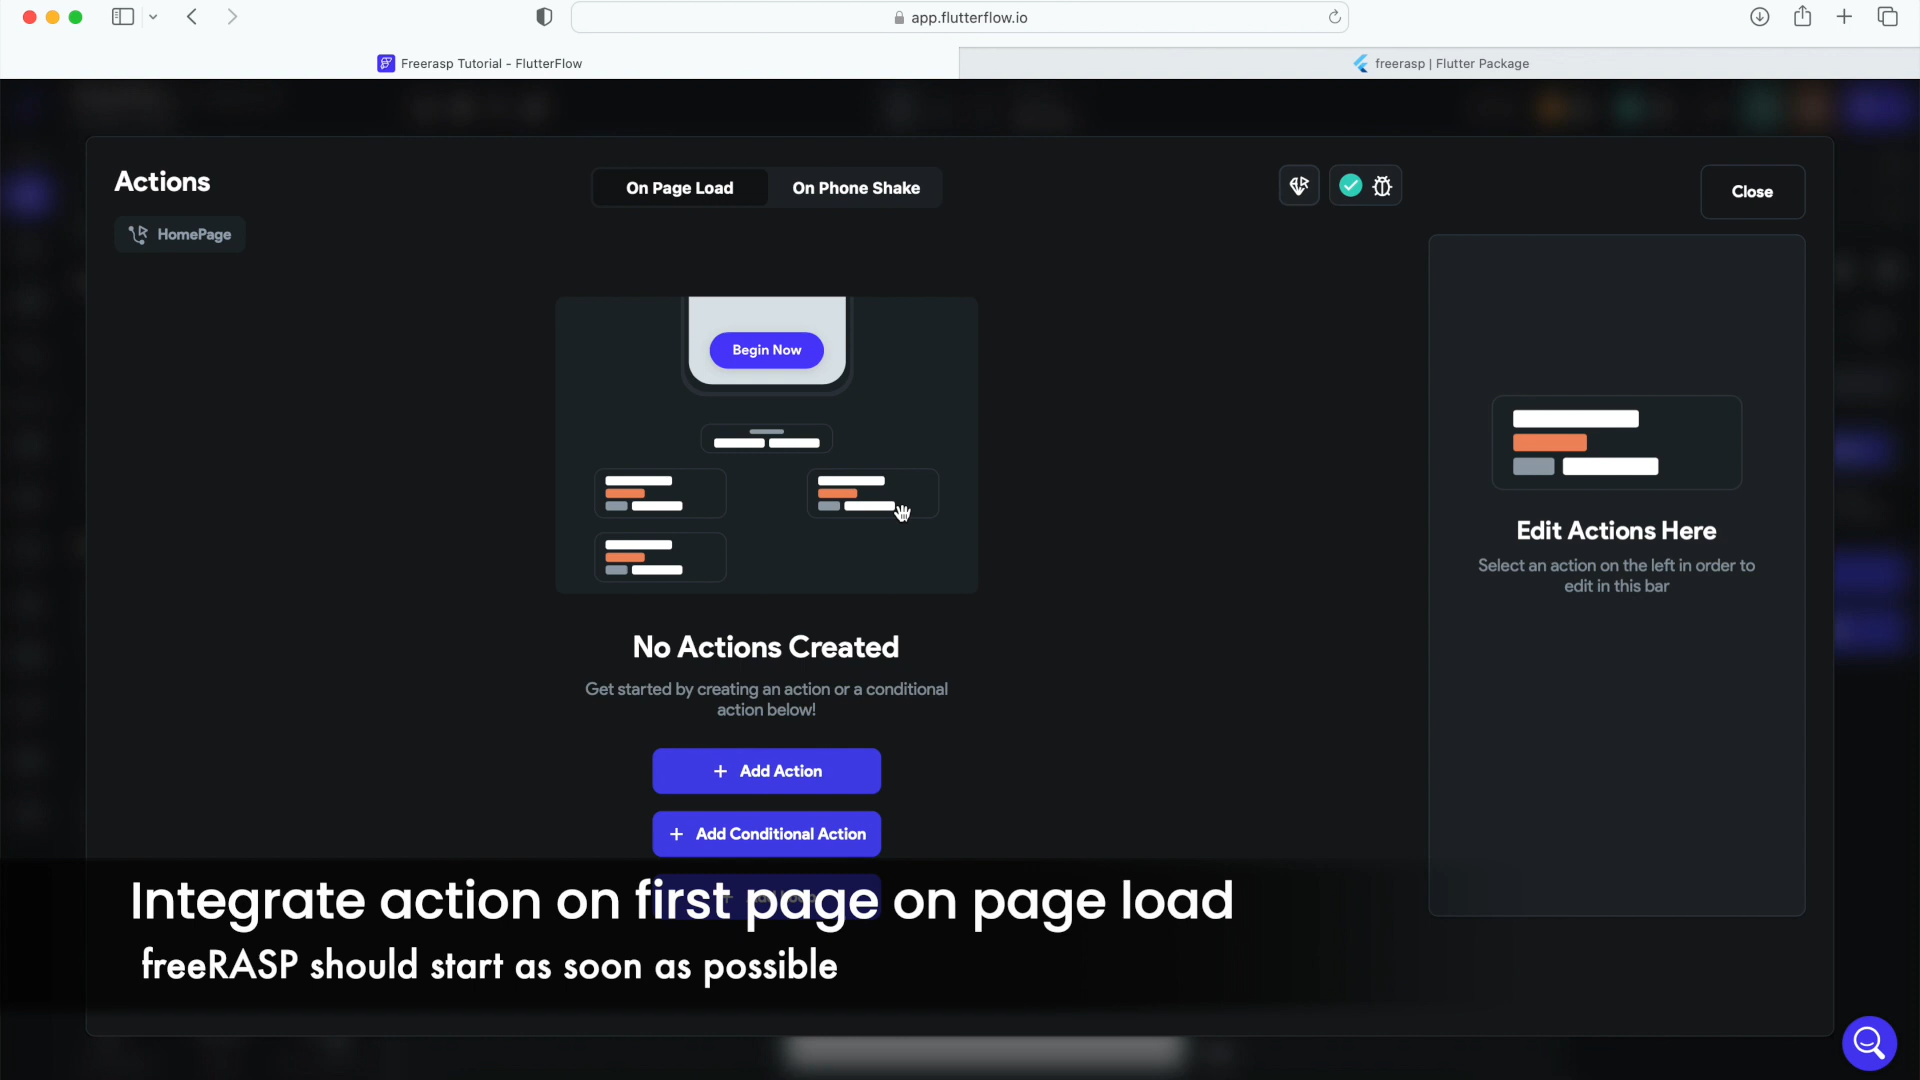 app.flutterflow.io
Freerasp Tutorial - FlutterFlow
freerasp | Flutter Package
Actions
On Page Load
On Phone Shake
Close
HomePage
Begin Now
Edit Actions Here
Select an action on the left in order to
edit in this bar
No Actions Created
Get started by creating an action or a conditional
action below!
+ Add Action
+ Add Conditional Action
Integrate action on first page on page load
freeRASP should start as soon as possible